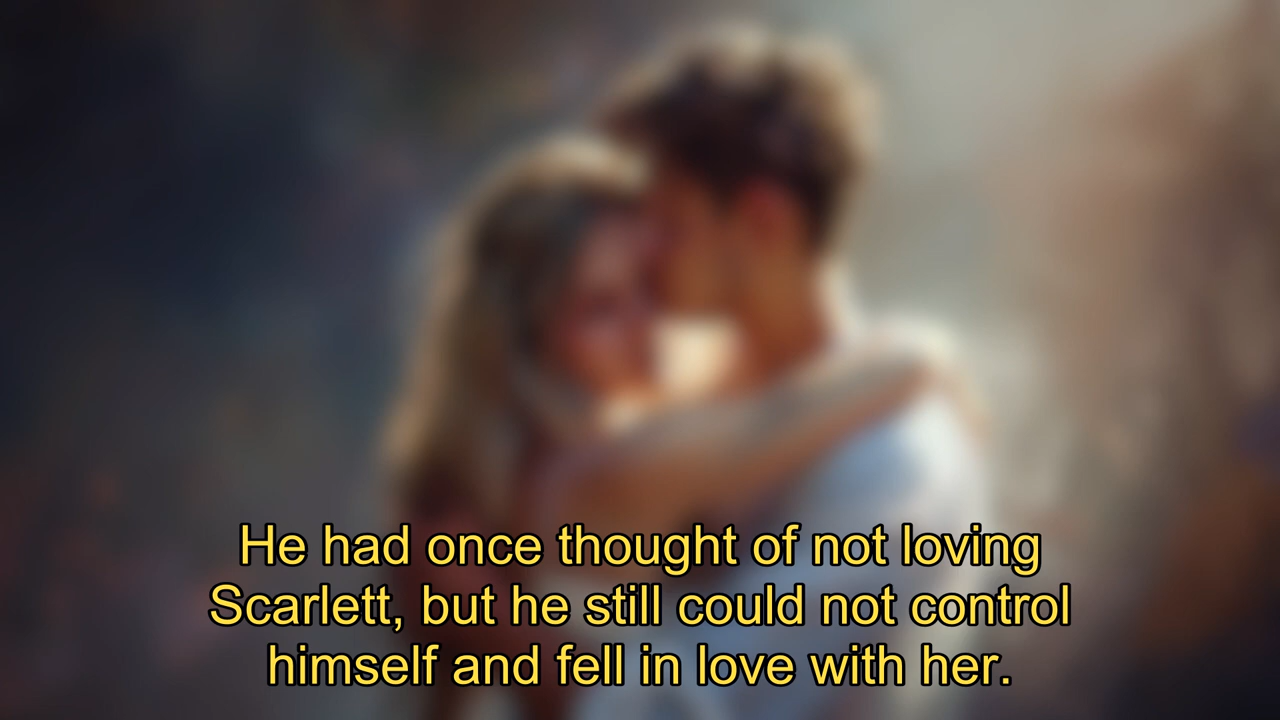 He had once thought of not loving
Scarlett, but he still could not control
himself and fell in love with her.